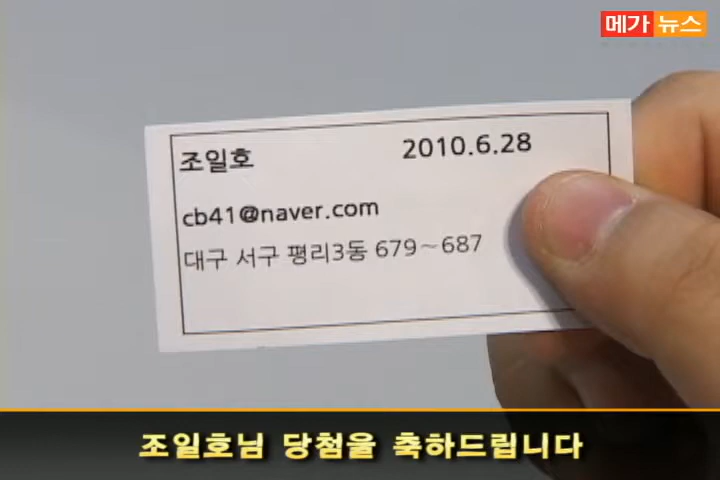 메가 뉴스
조일호 2010.6.28
cb41@naver.com
대구 서구 평리3동 679~687
조일호님 당첨을 축하드립니다